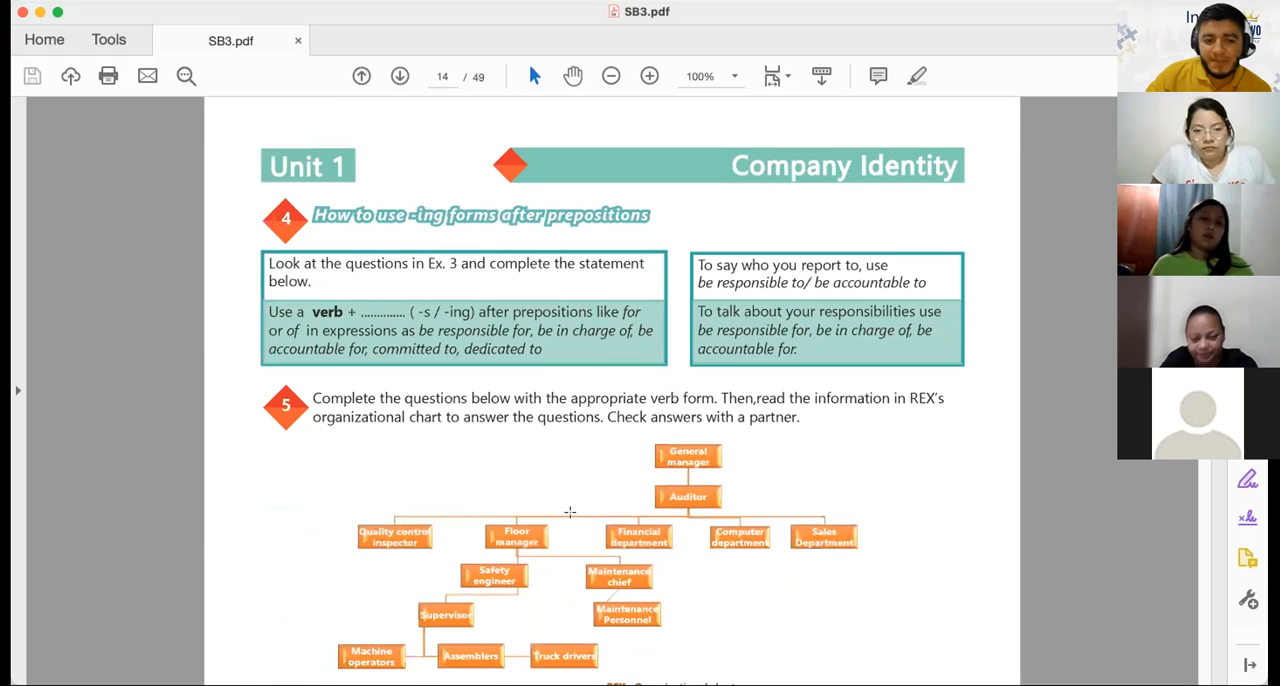 SB3.pdf
Home
Tools
SB3.pdf
×
14
/ 49
100%
Unit 1
Company Identity
4
How to use -ing forms after prepositions
Look at the questions in Ex. 3 and complete the statement
below.
Use a verb + .............. ( -s / -ing) after prepositions like for
or of in expressions as be responsible for, be in charge of, be
accountable for, committed to, dedicated to
To say who you report to, use
be responsible to/ be accountable to
To talk about your responsibilities use
be responsible for, be in charge of, be
accountable for.
5
Complete the questions below with the appropriate verb form. Then,read the information in REX's
organizational chart to answer the questions. Check answers with a partner.
General
manager
Auditor
Quality control
inspector
Floor
manager
Financial
department
Computer
department
Sales
Department
Safety
engineer
Maintenance
chief
Supervisor
Maintenance
Personnel
Machine
operators
Assemblers
Truck drivers